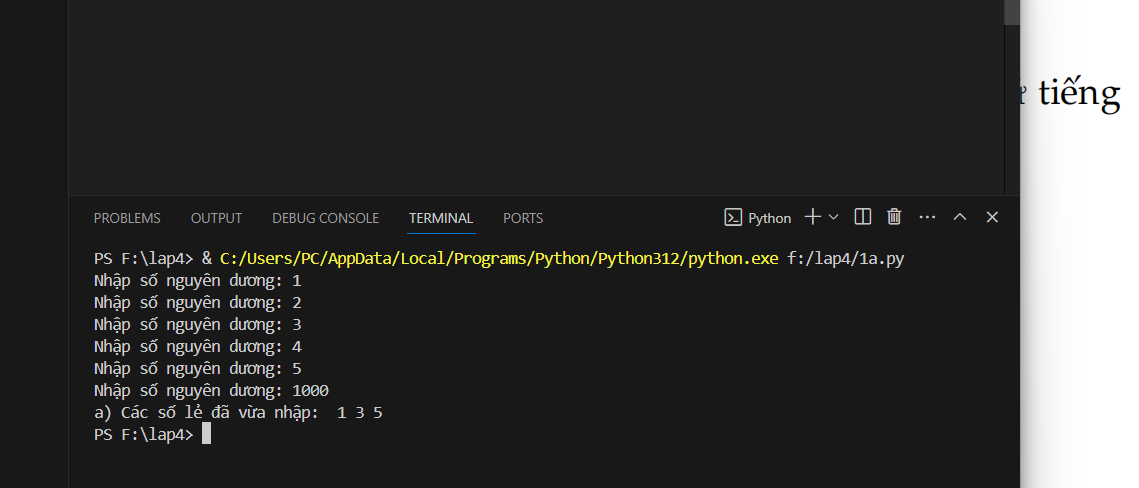 tiếng
PROBLEMS OUTPUT DEBUG CONSOLE TERMINAL PORTS Python
PS F:\lap4> & C:/Users/PC/AppData/Local/Programs/Python/Python312/python.exe f:/lap4/1a.py
Nhập số nguyên dương: 1
Nhập số nguyên dương: 2
Nhập số nguyên dương: 3
Nhập số nguyên dương: 4
Nhập số nguyên dương: 5
Nhập số nguyên dương: 1000
a) Các số lẻ đã vừa nhập:  1 3 5
PS F:\lap4>